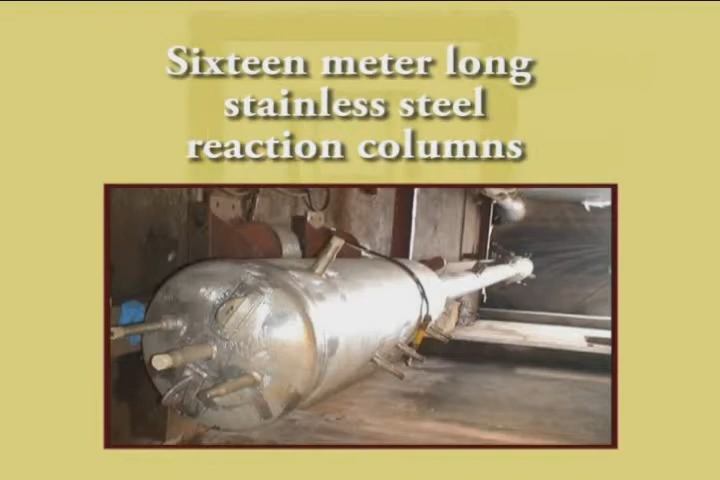 Sixteen meter long
stainless steel
reaction columns